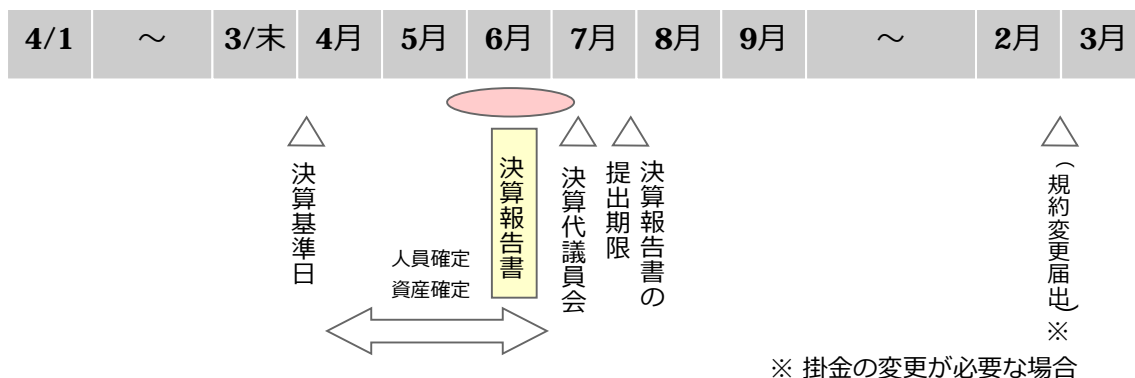 4/1 ～ 3/末 4月 5月 6月 7月 8月 9月 ～ 2月 3月
決算基準日
人員確定
資産確定
決算報告書
決算代議員会
決算報告書の
提出期限
（規約変更届出）※
※ 掛金の変更が必要な場合